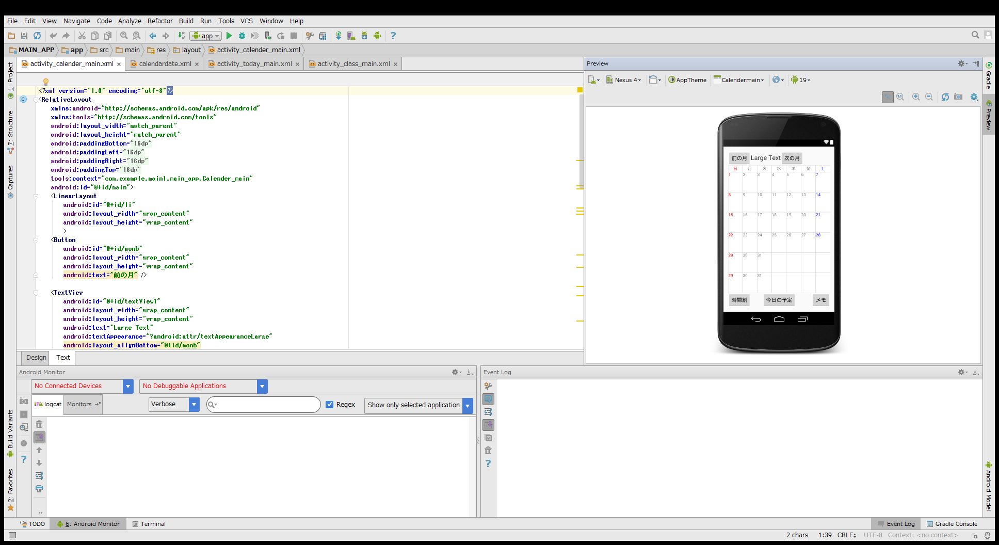 File Edit View Navigate Code Analyze Refactor Build Run Tools VCS Window Help
app
MAIN_APP app src main res layout activity_calender_main.xml
activity_calender_main.xml calendardate.xml activity_today_main.xml activity_class_main.xml
<?xml version="1.0" encoding="utf-8"?>
<RelativeLayout
xmlns:android="http://schemas.android.com/apk/res/android"
xmlns:tools="http://schemas.android.com/tools"
android:layout_width="match_parent"
android:layout_height="match_parent"
android:paddingBottom="16dp"
android:paddingLeft="16dp"
android:paddingRight="16dp"
android:paddingTop="16dp"
tools:context="com.example.main1.main_app.Calender_main"
android:id="@+id/main">
<LinearLayout
android:id="@+id/li"
android:layout_width="wrap_content"
android:layout_height="wrap_content"
>
<Button
android:id="@+id/monb"
android:layout_width="wrap_content"
android:layout_height="wrap_content"
android:text="前の月" />
<TextView
android:id="@+id/textView1"
android:layout_width="wrap_content"
android:layout_height="wrap_content"
android:text="Large Text"
android:textAppearance="?android:attr/textAppearanceLarge"
android:layout_alignBottom="@+id/monb"
Design Text
1: Project
7: Structure
Captures
Build Variants
2: Favorites
Preview
Nexus 4 AppTheme Calendermain 19
1:1
前の月 Large Text 次の月
日 月 火 水 木 金 土
1 2 3 4 5 6 7
8 9 10 11 12 13 14
15 16 17 18 19 20 21
22 23 24 25 26 27 28
29 30 31
29 30 31
時間割 今日の予定 メモ
Gradle
Preview
Android Model
Android Monitor
No Connected Devices No Debuggable Applications
logcat Monitors Verbose Regex Show only selected application
Event Log
TODO 6: Android Monitor Terminal Event Log Gradle Console
2 chars 1:39 CRLF UTF-8 Context: <no context>